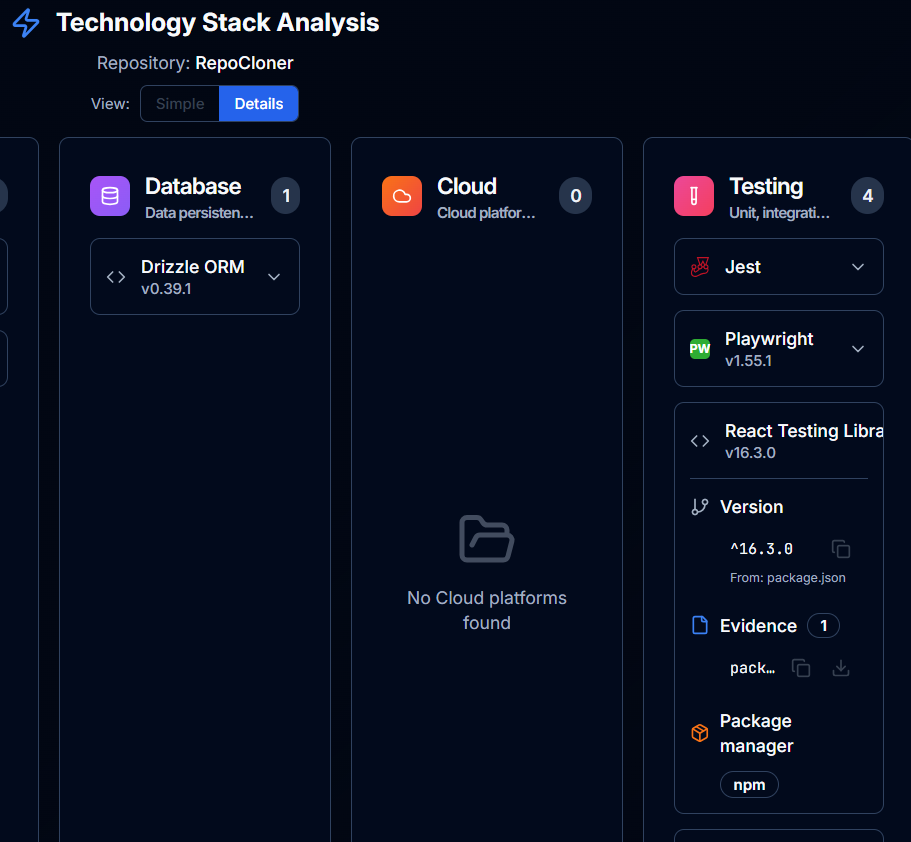 Technology Stack Analysis
Repository: RepoCloner
View: Simple Details
Database
Data persisten...
1
Drizzle ORM
v0.39.1
Cloud
Cloud platfor...
0
No Cloud platforms
found
Testing
Unit, integrati...
4
Jest
PW
Playwright
v1.55.1
React Testing Libra
v16.3.0
Version
^16.3.0
From: package.json
Evidence 1
pack…
Package
manager
npm